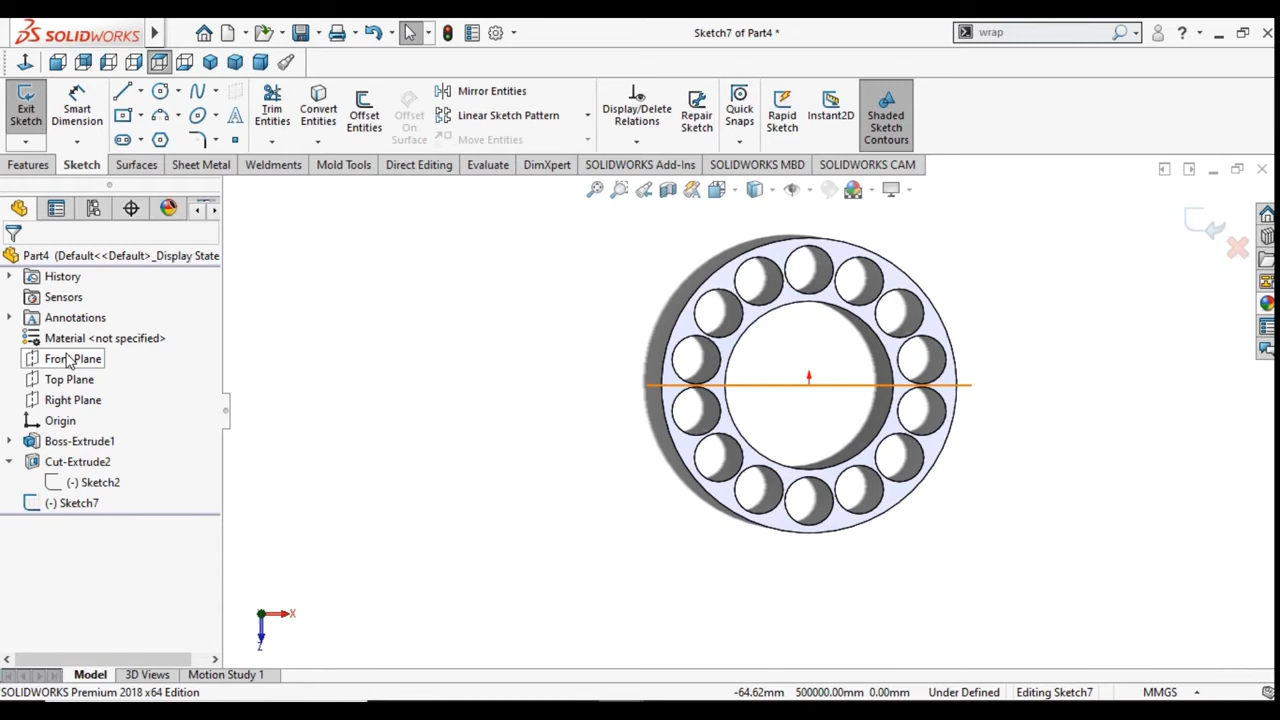 SOLIDWORKS
Sketch7 of Part4 *
wrap
?
Exit Sketch
Smart Dimension
Trim Entities
Convert Entities
Offset Entities
Offset On Surface
Mirror Entities
Linear Sketch Pattern
Move Entities
Display/Delete Relations
Repair Sketch
Quick Snaps
Rapid Sketch
Instant2D
Shaded Sketch Contours
Features Sketch Surfaces Sheet Metal Weldments Mold Tools Direct Editing Evaluate DimXpert SOLIDWORKS Add-Ins SOLIDWORKS MBD SOLIDWORKS CAM
Part4 (Default<<Default>_Display State
History
Sensors
Annotations
Material <not specified>
Front Plane
Top Plane
Right Plane
Origin
Boss-Extrude1
Cut-Extrude2
(-) Sketch2
(-) Sketch7
X
Z
Model 3D Views Motion Study 1
SOLIDWORKS Premium 2018 x64 Edition
-64.62mm 500000.00mm 0.00mm Under Defined Editing Sketch7 MMGS